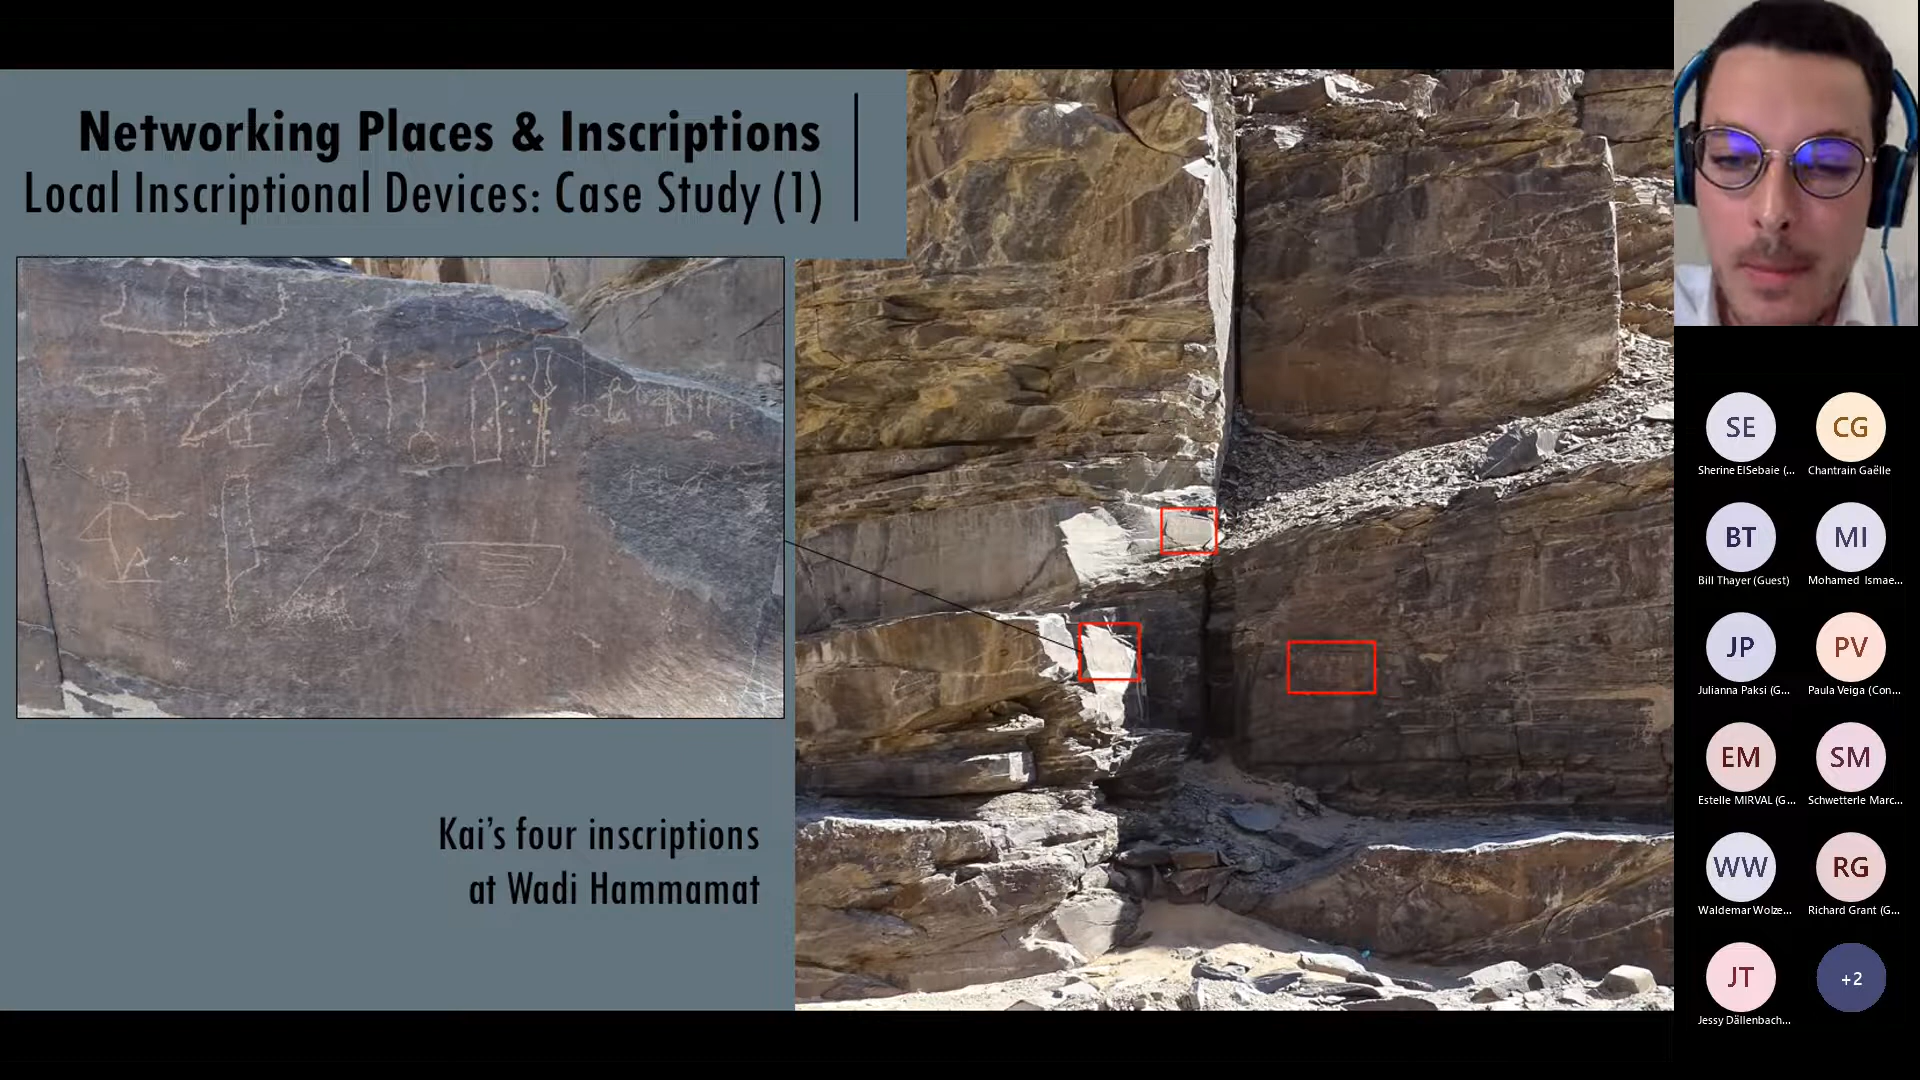 Networking Places & Inscriptions
Local Inscriptional Devices: Case Study (1)
Kai's four inscriptions
at Wadi Hammamat
SE
CG
Sherine ElSebaie (...
Chantrain Gaëlle
BT
MI
Bill Thayer (Guest)
Mohamed Ismae...
JP
PV
Julianna Paksi (G...
Paula Veiga (Con...
EM
SM
Estelle MIRVAL (G...
Schwetterle Marc...
WW
RG
Waldemar Wolze...
Richard Grant (G...
JT
+2
Jessy Dällenbach...